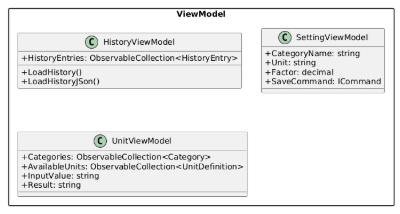 ViewModel
C HistoryViewModel
+HistoryEntries: ObservableCollection<HistoryEntry>
+LoadHistory()
+LoadHistoryJSon()
C SettingViewModel
+CategoryName: string
+Unit: string
+Factor: decimal
+SaveCommand: ICommand
C UnitViewModel
+Categories: ObservableCollection<Category>
+AvailableUnits: ObservableCollection<UnitDefinition>
+InputValue: string
+Result: string